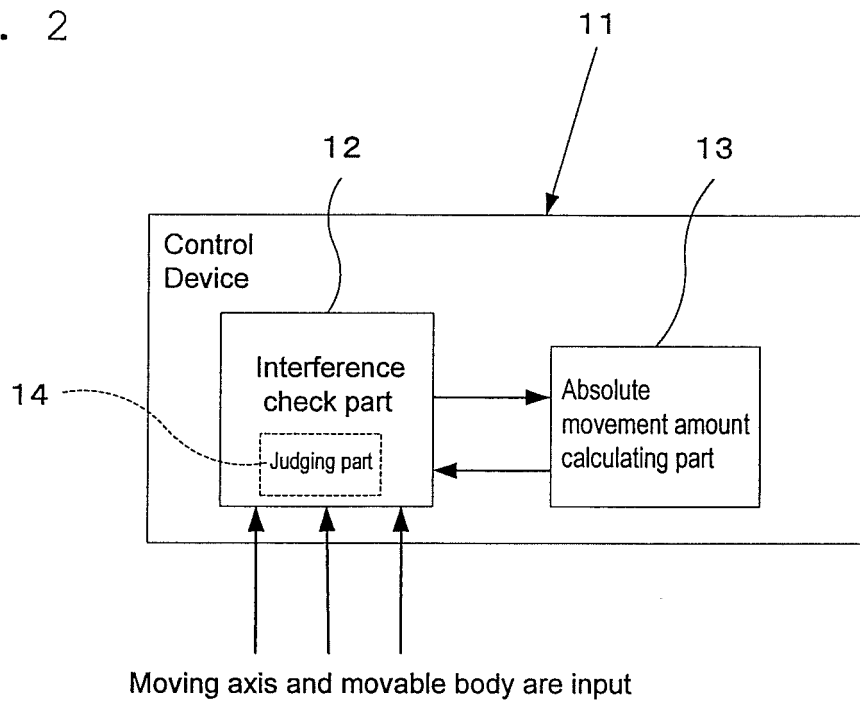 . 2
11
12
13
Control
Device
Interference
check part
14
Judging part
Absolute
movement amount
calculating part
Moving axis and movable body are input